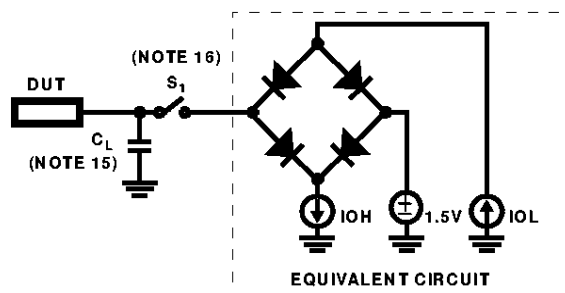 (NOTE 16)
DUT
S1
CL
(NOTE 15)
IOH
±
1.5V
IOL
EQUIVALENT CIRCUIT